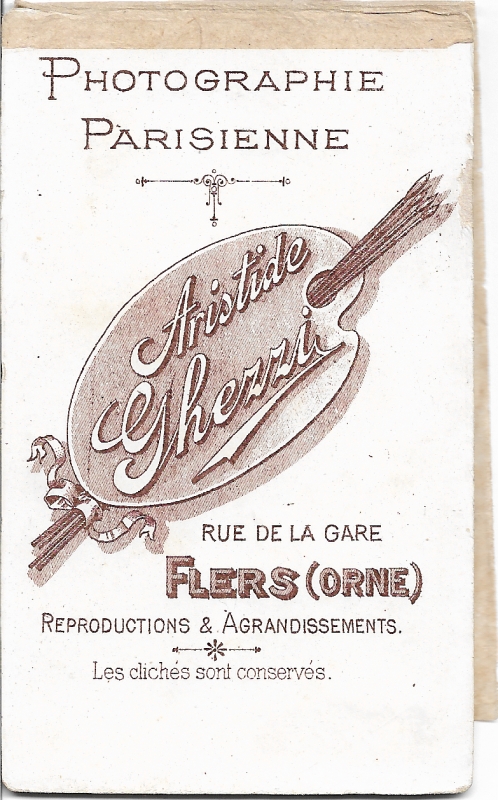 PHOTOGRAPHIE
PARISIENNE
Aristide
Ghezzi
RUE DE LA GARE
FLERS (ORNE)
REPRODUCTIONS & AGRANDISSEMENTS.
Les clichés sont conservés.